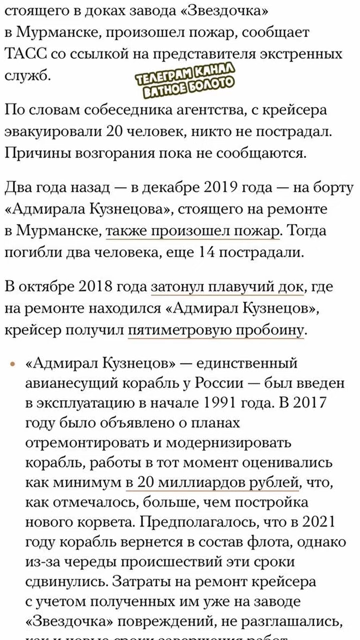 стоящего в доках завода «Звездочка»
в Мурманске, произошел пожар, сообщает
ТАСС со ссылкой на представителя экстренных
служб.
ТЕЛЕГРАМ КАНАЛ
ВАТНОЕ БОЛОТО
По словам собеседника агентства, с крейсера
эвакуировали 20 человек, никто не пострадал.
Причины возгорания пока не сообщаются.
Два года назад — в декабре 2019 года — на борту
«Адмирала Кузнецова», стоящего на ремонте
в Мурманске, также произошел пожар. Тогда
погибли два человека, еще 14 пострадали.
В октябре 2018 года затонул плавучий док, где
на ремонте находился «Адмирал Кузнецов»,
крейсер получил пятиметровую пробоину.
• «Адмирал Кузнецов» — единственный
авианесущий корабль у России — был введен
в эксплуатацию в начале 1991 года. В 2017
году было объявлено о планах
отремонтировать и модернизировать
корабль, работы в тот момент оценивались
как минимум в 20 миллиардов рублей, что,
как отмечалось, больше, чем постройка
нового корвета. Предполагалось, что в 2021
году корабль вернется в состав флота, однако
из-за череды происшествий эти сроки
сдвинулись. Затраты на ремонт крейсера
с учетом полученных им уже на заводе
«Звездочка» повреждений, не разглашались,
как и новые сроки завершения работ.